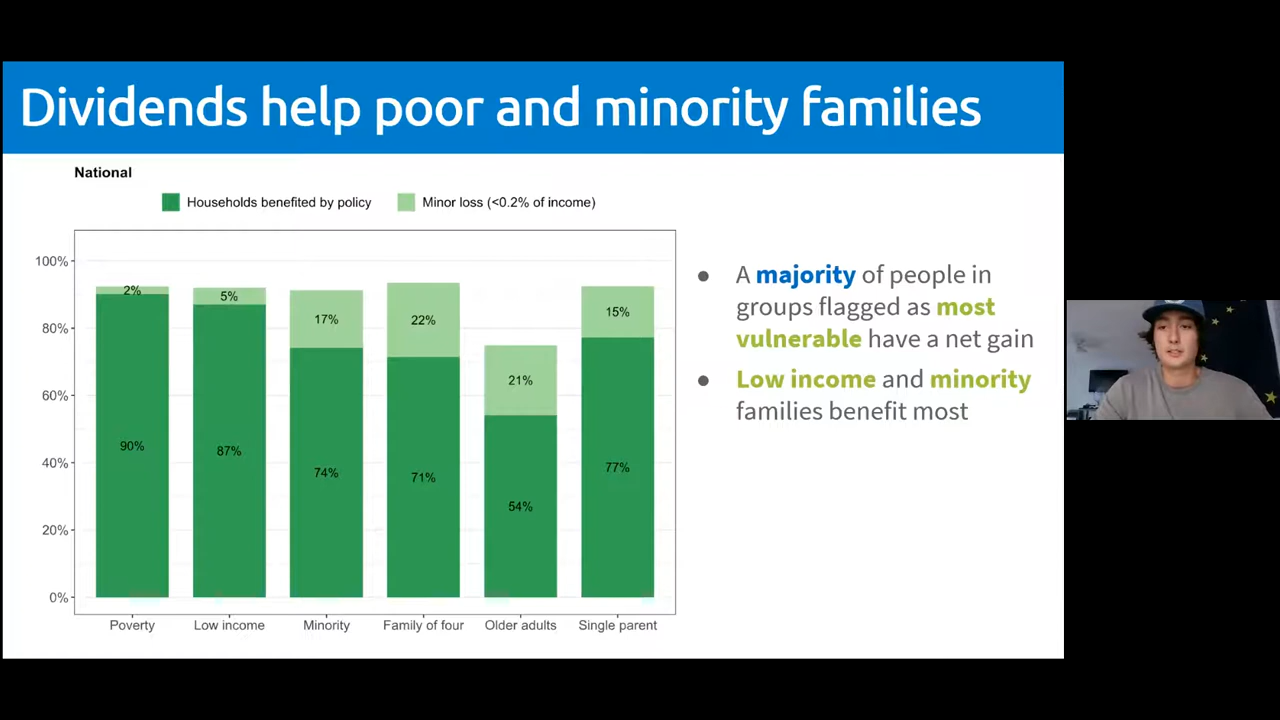 Dividends help poor and minority families
National
Households benefited by policy
Minor loss (<0.2% of income)
100%
80%
60%
40%
20%
0%
2%
90%
5%
87%
17%
74%
22%
71%
21%
54%
15%
77%
Poverty
Low income
Minority
Family of four
Older adults
Single parent
● A majority of people in
groups flagged as most
vulnerable have a net gain
● Low income and minority
families benefit most